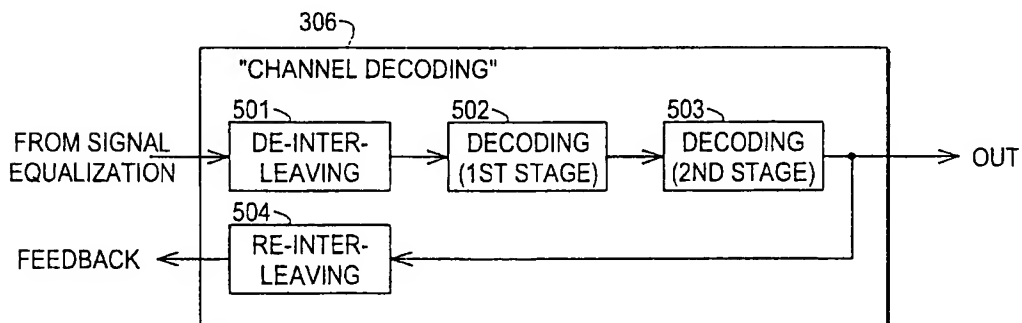 306
"CHANNEL DECODING"
501
502
503
FROM SIGNAL
EQUALIZATION
DE-INTER-
LEAVING
DECODING
(1ST STAGE)
DECODING
(2ND STAGE)
OUT
504
FEEDBACK
RE-INTER-
LEAVING